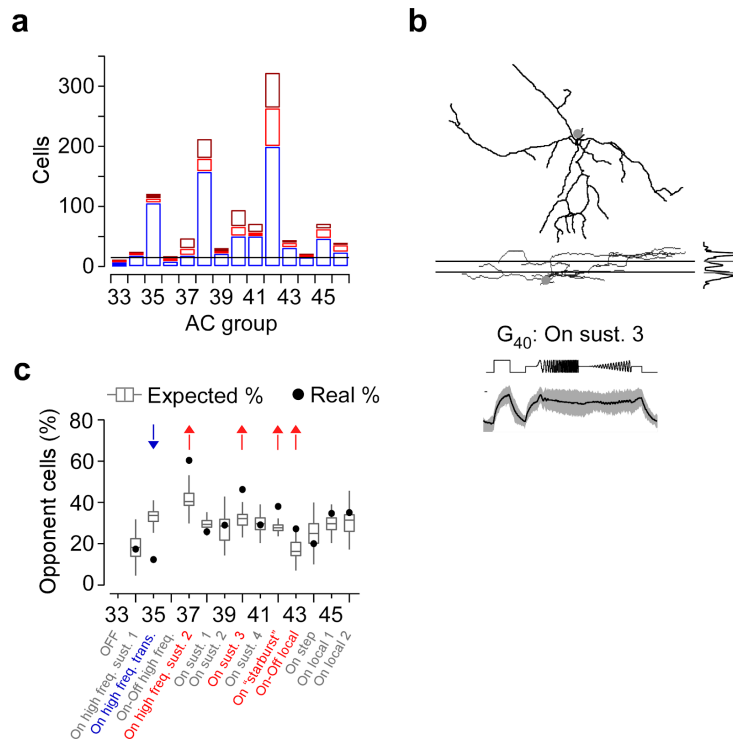 a
b
300
200
100
0
Cells
33 35 37 39 41 43 45
AC group
G40: On sust. 3
c
Expected % Real %
80
60
40
20
0
Opponent cells (%)
33 35 37 39 41 43 45
OFF
On high freq. sust. 1
On high freq. trans.
On-Off high freq.
On high freq. sust. 2
On sust. 1
On sust. 2
On sust. 3
On sust. 4
On "starburst"
On-Off local
On step
On local 1
On local 2